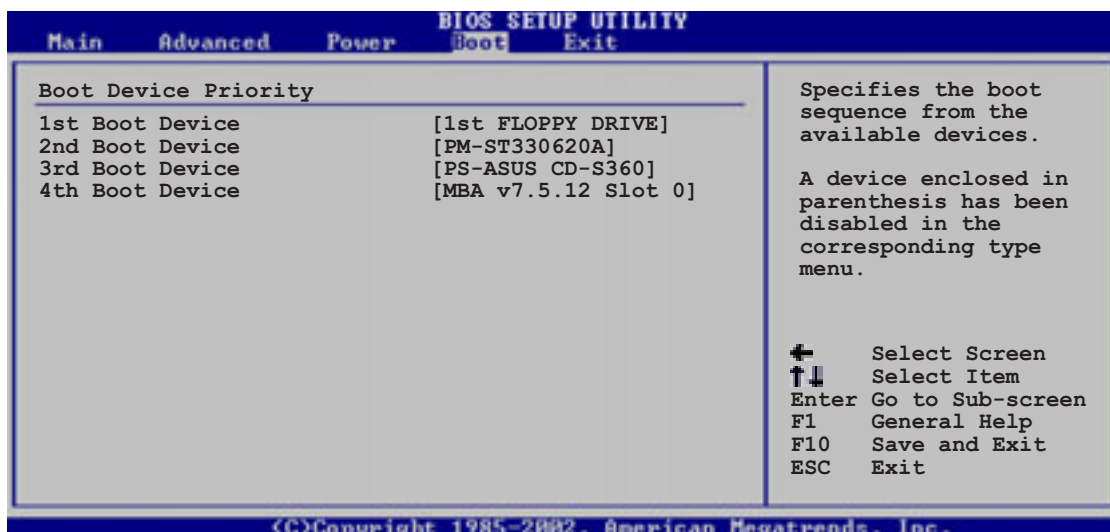 BIOS SETUP UTILITY
Main Advanced Power Boot Exit
Boot Device Priority
1st Boot Device [1st FLOPPY DRIVE]
2nd Boot Device [PM-ST330620A]
3rd Boot Device [PS-ASUS CD-S360]
4th Boot Device [MBA v7.5.12 Slot 0]
Specifies the boot
sequence from the
available devices.
A device enclosed in
parenthesis has been
disabled in the
corresponding type
menu.
← Select Screen
↑↓ Select Item
Enter Go to Sub-screen
F1 General Help
F10 Save and Exit
ESC Exit
(C)Copyright 1985-2002, American Megatrends, Inc.